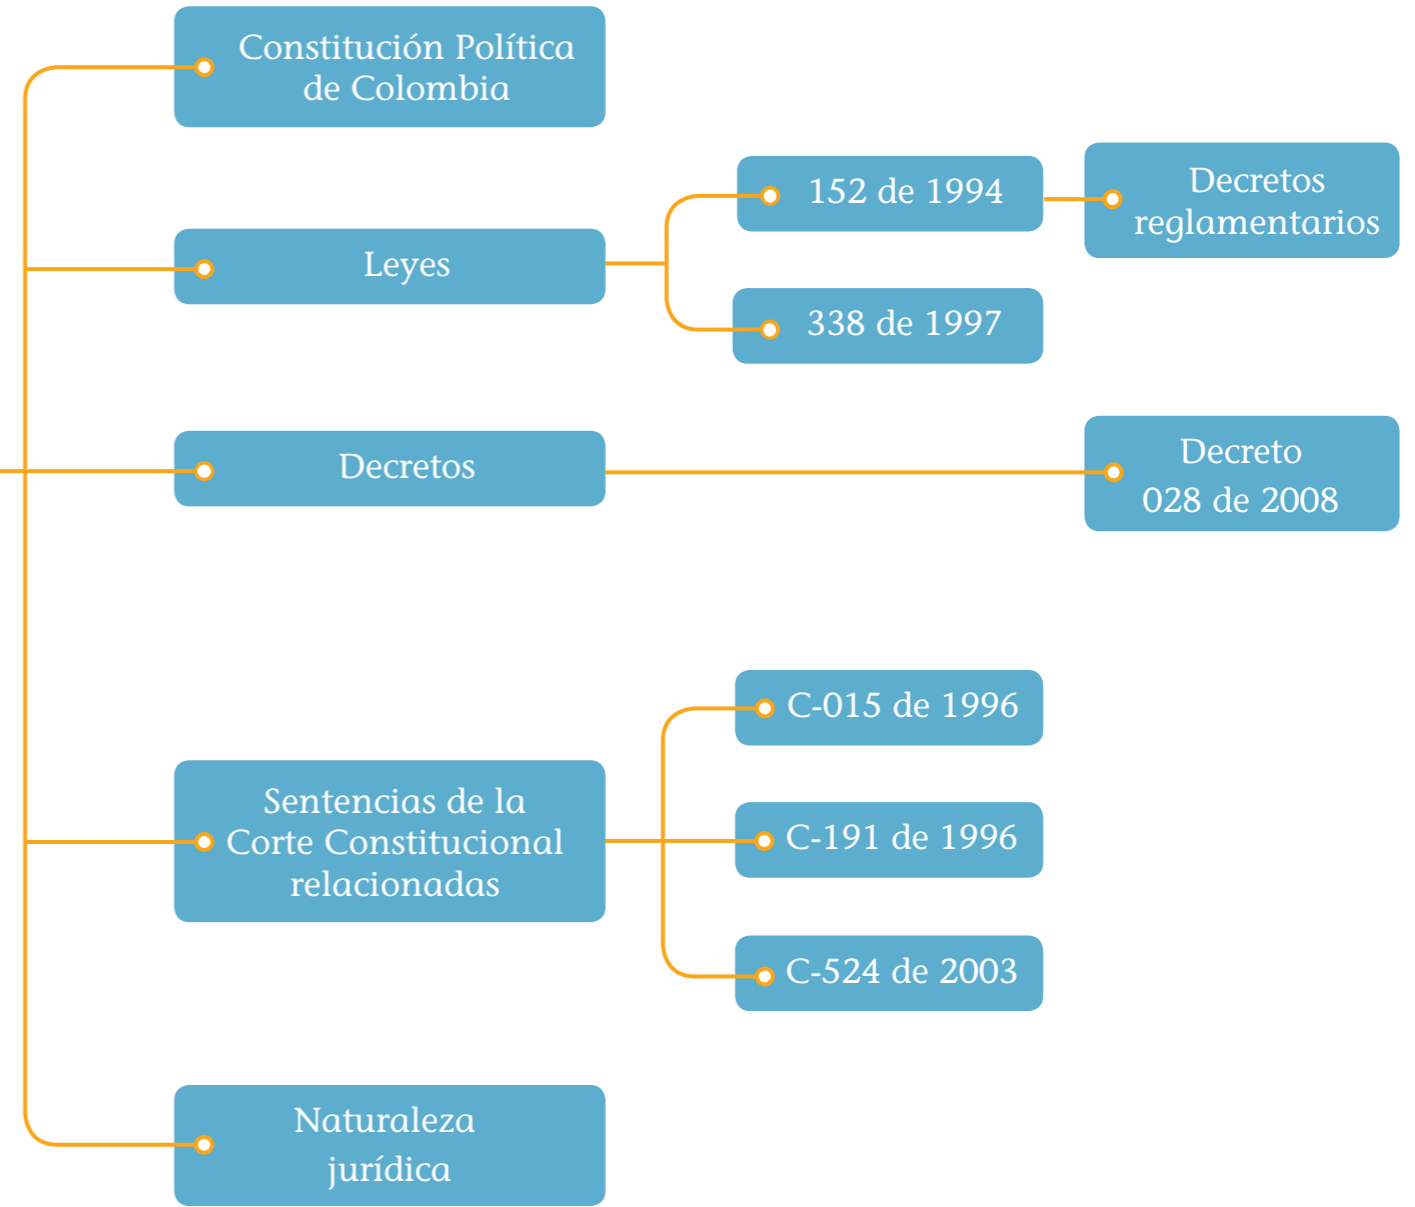 Constitución Política
de Colombia
Leyes
152 de 1994
Decretos
reglamentarios
338 de 1997
Decretos
Decreto
028 de 2008
Sentencias de la
Corte Constitucional
relacionadas
C-015 de 1996
C-191 de 1996
C-524 de 2003
Naturaleza
jurídica